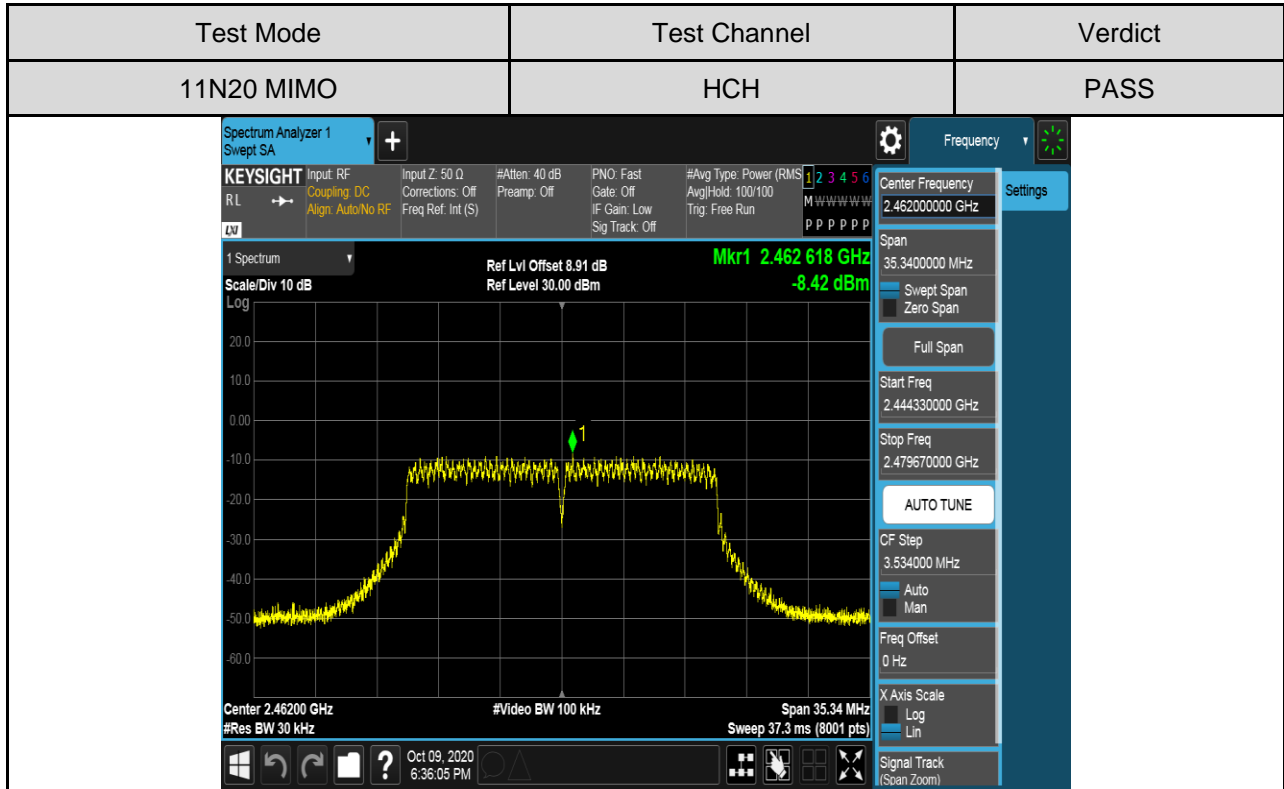 Test Mode Test Channel Verdict
11N20 MIMO HCH PASS
Spectrum Analyzer 1
Swept SA
+
Frequency
KEYSIGHT
RL
LXI
Input: RF
Coupling: DC
Align: Auto/No RF
Input Z: 50 Ω
Corrections: Off
Freq Ref: Int (S)
#Atten: 40 dB
Preamp: Off
PNO: Fast
Gate: Off
IF Gain: Low
Sig Track: Off
#Avg Type: Power (RMS
Avg|Hold: 100/100
Trig: Free Run
1 2 3 4 5 6
M W W W W W
P P P P P P
1 Spectrum
Scale/Div 10 dB
Ref Lvl Offset 8.91 dB
Ref Level 30.00 dBm
Mkr1 2.462 618 GHz
-8.42 dBm
Log
20.0
10.0
0.00
-10.0
-20.0
-30.0
-40.0
-50.0
-60.0
1
Center 2.46200 GHz
#Res BW 30 kHz
#Video BW 100 kHz
Span 35.34 MHz
Sweep 37.3 ms (8001 pts)
?
Oct 09, 2020
6:36:05 PM
Center Frequency
2.462000000 GHz
Settings
Span
35.3400000 MHz
Swept Span
Zero Span
Full Span
Start Freq
2.444330000 GHz
Stop Freq
2.479670000 GHz
AUTO TUNE
CF Step
3.534000 MHz
Auto
Man
Freq Offset
0 Hz
X Axis Scale
Log
Lin
Signal Track
(Span Zoom)